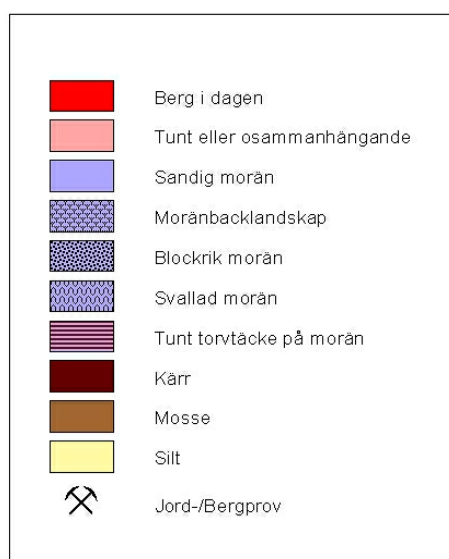 Berg i dagen
Tunt eller osammanhängande
Sandig morän
Moränbacklandskap
Blockrik morän
Svallad morän
Tunt torvtäcke på morän
Kärr
Mosse
Silt
Jord-/Bergprov